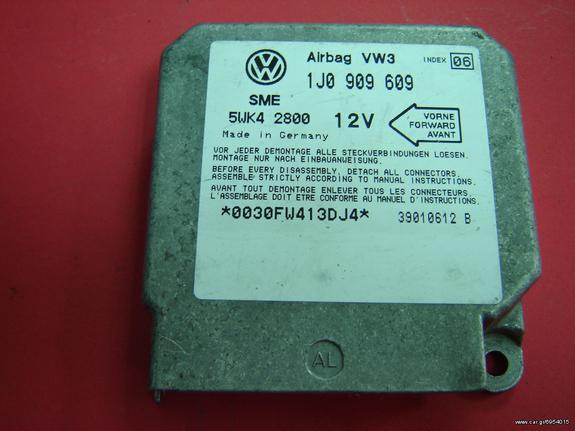 Airbag VW3 INDEX 06
1J0 909 609
SME
5WK4 2800 12V
VORNE
FORWARD
AVANT
Made in Germany
VOR JEDER DEMONTAGE ALLE STECKVERBINDUNGEN LOESEN.
MONTAGE NUR NACH EINBAUANWEISUNG.
BEFORE EVERY DISASSEMBLY, DETACH ALL CONNECTORS.
ASSEMBLE STRICTLY ACCORDING TO MANUAL INSTRUCTIONS.
AVANT TOUT DEMONTAGE ENLEVER TOUS LES CONNECTEURS.
L'ASSEMBLAGE DOIT ETRE CONFORME AU MANUEL D'INSTRUCTIONS.
*0030FW413DJ4* 39010612 B
AL
www.car.gr/6954015